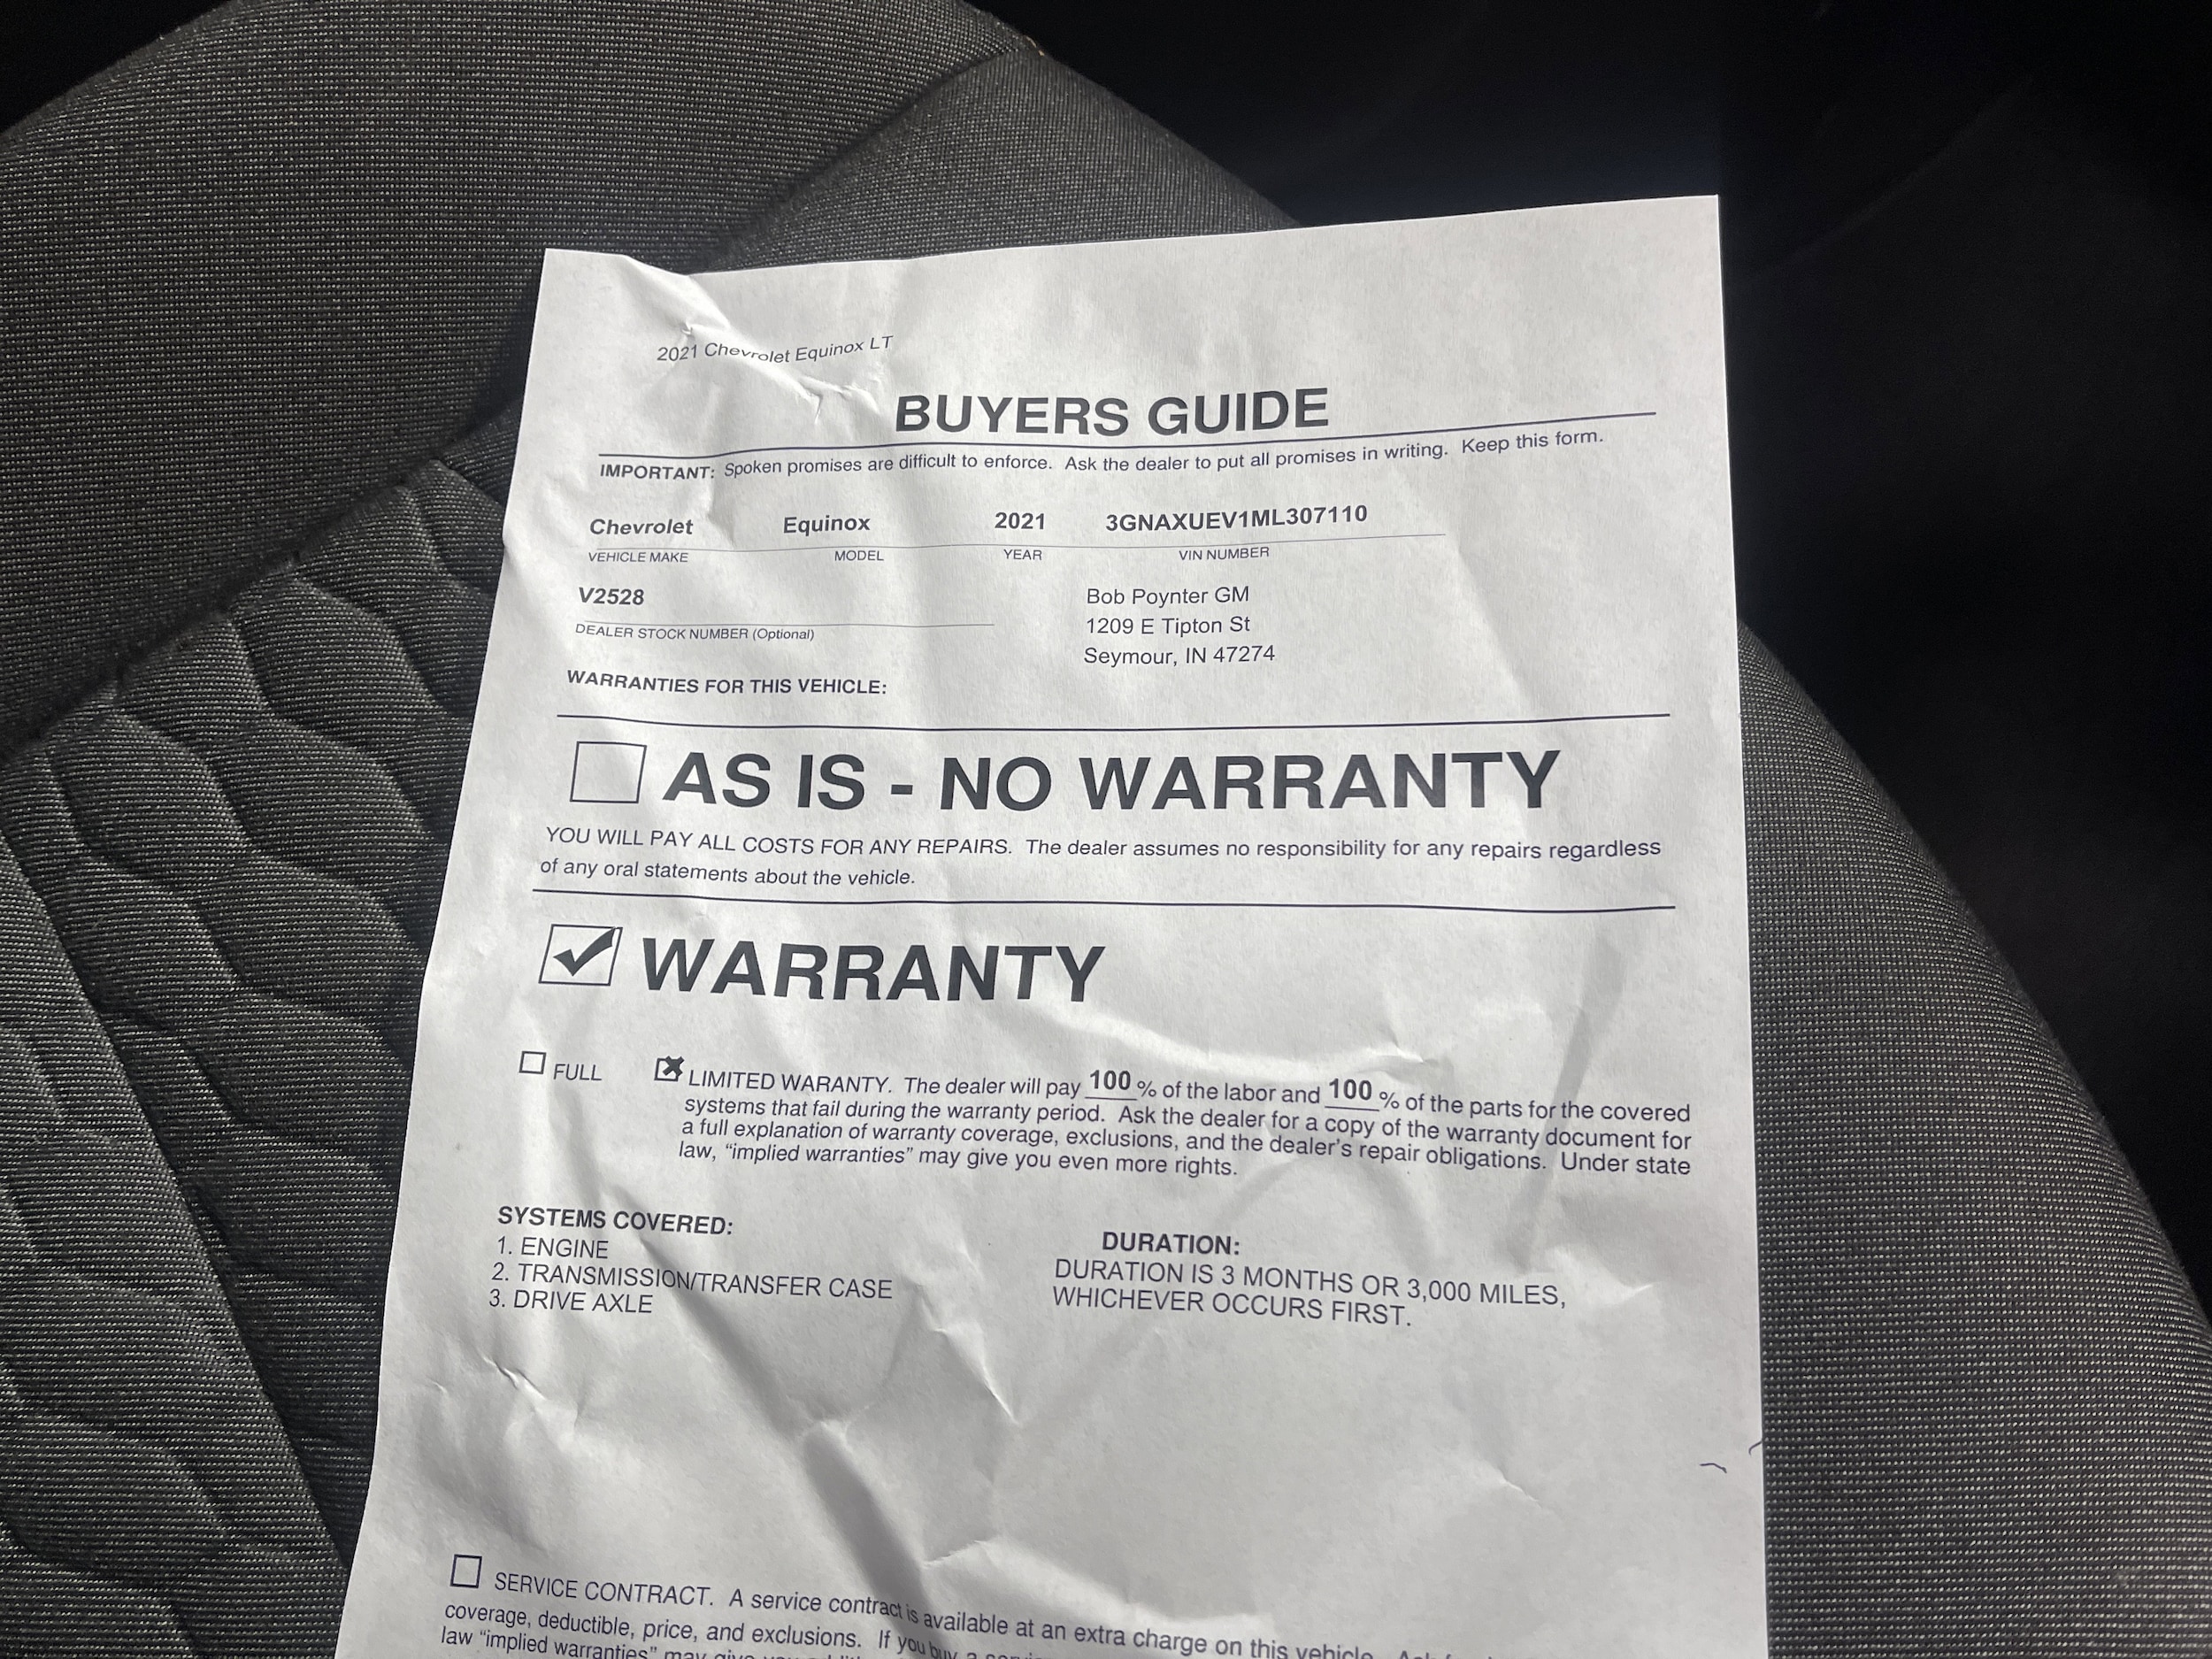 2021 Chevrolet Equinox LT
BUYERS GUIDE
IMPORTANT: Spoken promises are difficult to enforce. Ask the dealer to put all promises in writing. Keep this form.
Chevrolet Equinox 2021 3GNAXUEV1ML307110
VEHICLE MAKE MODEL YEAR VIN NUMBER
V2528
DEALER STOCK NUMBER (Optional)
Bob Poynter GM
1209 E Tipton St
Seymour, IN 47274
WARRANTIES FOR THIS VEHICLE:
AS IS - NO WARRANTY
YOU WILL PAY ALL COSTS FOR ANY REPAIRS. The dealer assumes no responsibility for any repairs regardless
of any oral statements about the vehicle.
WARRANTY
FULL LIMITED WARANTY. The dealer will pay 100 % of the labor and 100 % of the parts for the covered
systems that fail during the warranty period. Ask the dealer for a copy of the warranty document for
a full explanation of warranty coverage, exclusions, and the dealer's repair obligations. Under state
law, “implied warranties” may give you even more rights.
SYSTEMS COVERED:
1. ENGINE
2. TRANSMISSION/TRANSFER CASE
3. DRIVE AXLE
DURATION:
DURATION IS 3 MONTHS OR 3,000 MILES,
WHICHEVER OCCURS FIRST.
SERVICE CONTRACT. A service contract is available at an extra charge on this vehicle.
coverage, deductible, price, and exclusions. If you buy a
law “implied warranties” may give you